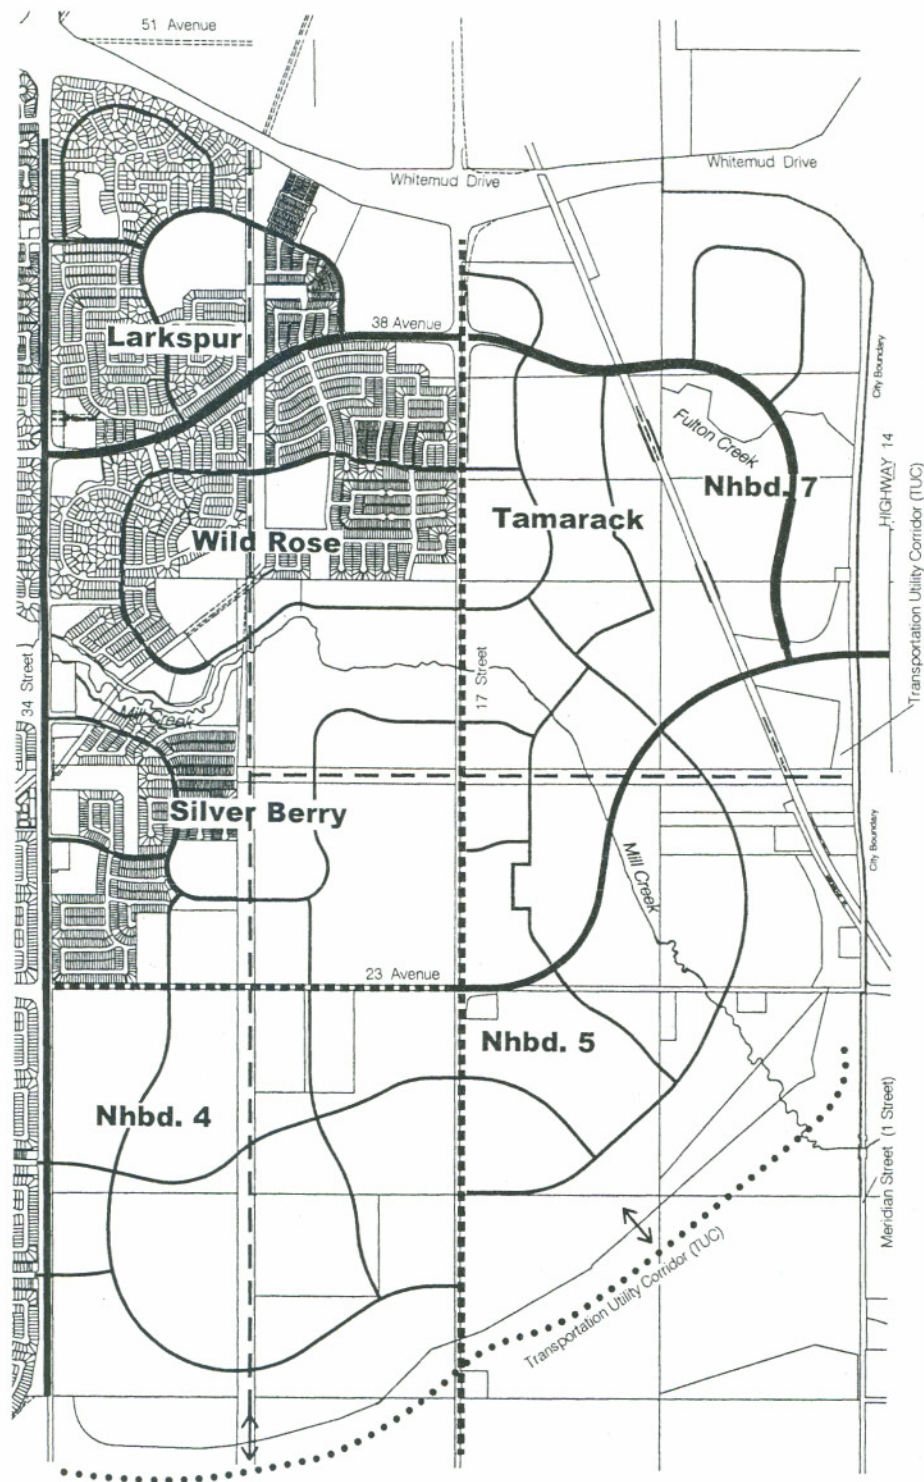 51 Avenue
Whitemud Drive
Whitemud Drive
Larkspur
38 Avenue
City Boundary
HIGHWAY 14
Transportation Utility Corridor (TUC)
Fulton Creek
Nhbd. 7
Tamarack
Wild Rose
34 Street
17 Street
Mill Creek
Silver Berry
Mill Creek
City Boundary
23 Avenue
Nhbd. 5
Nhbd. 4
Meridian Street (1 Street)
Transportation Utility Corridor (TUC)